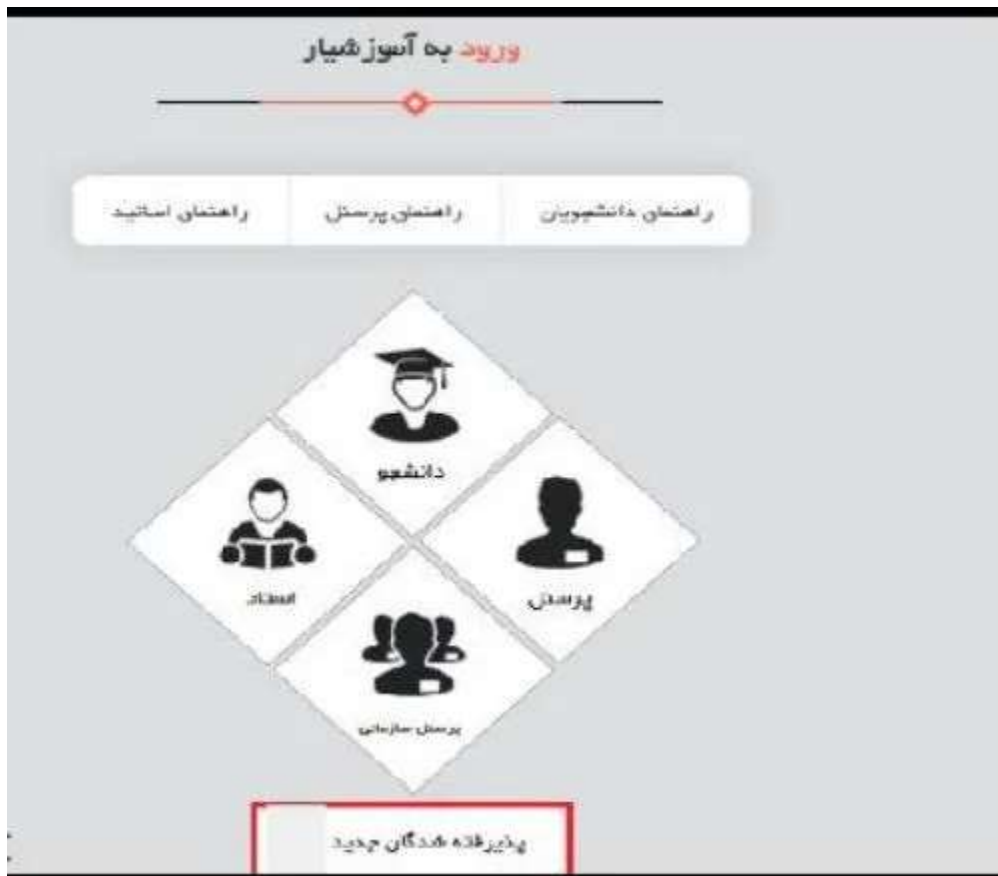 ورود به آموزشیار
راهنمای دانشجویان راهنمای پرسنل راهنمای اساتید
دانشجو
پرسنل
استاد
پرسنل سازمانی
پذیرفته شدگان جدید